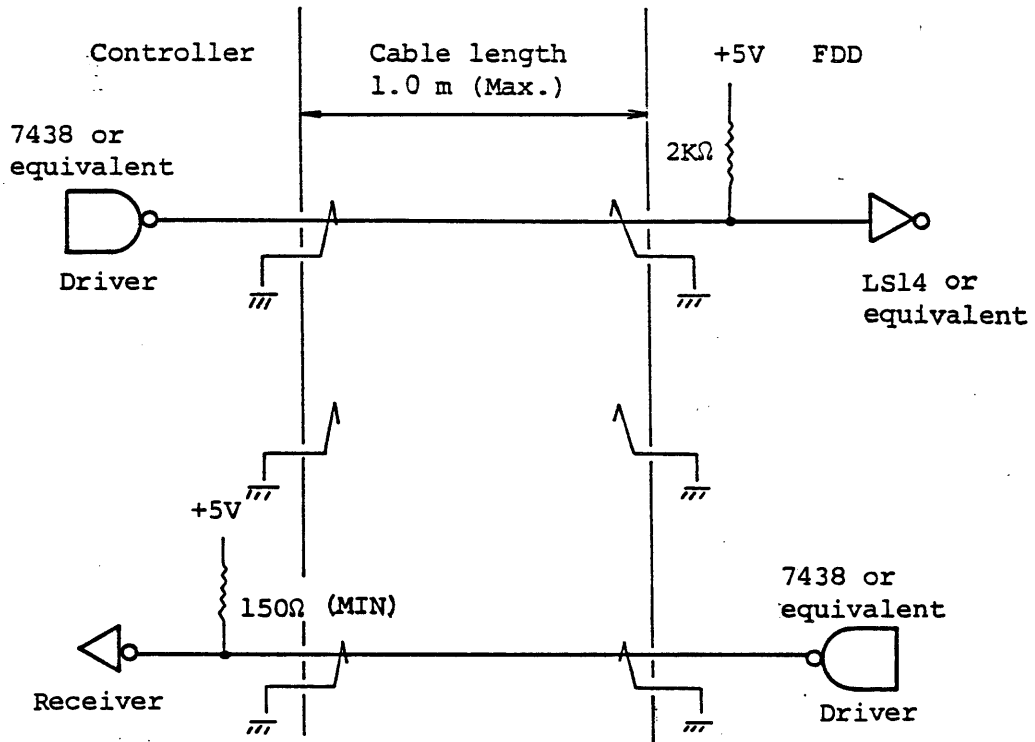 Controller
Cable length
1.0 m (Max.)
+5V
FDD
7438 or
equivalent
2KΩ
Driver
LS14 or
equivalent
+5V
150Ω (MIN)
7438 or
equivalent
Receiver
Driver